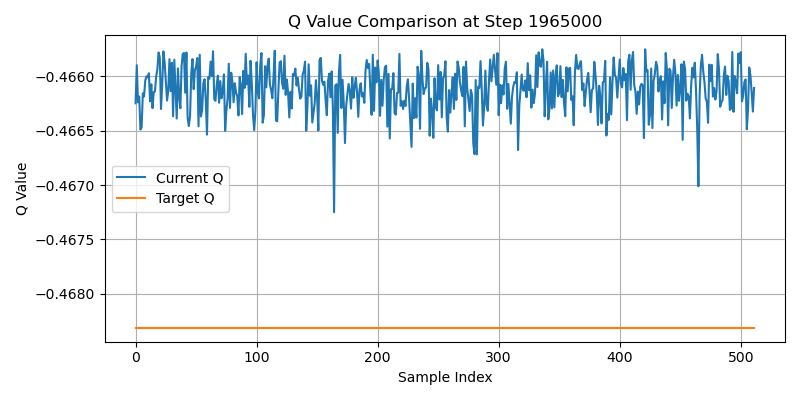 Q Value Comparison at Step 1965000
Q Value
−0.4660
−0.4665
−0.4670
−0.4675
−0.4680
Current Q
Target Q
0 100 200 300 400 500
Sample Index